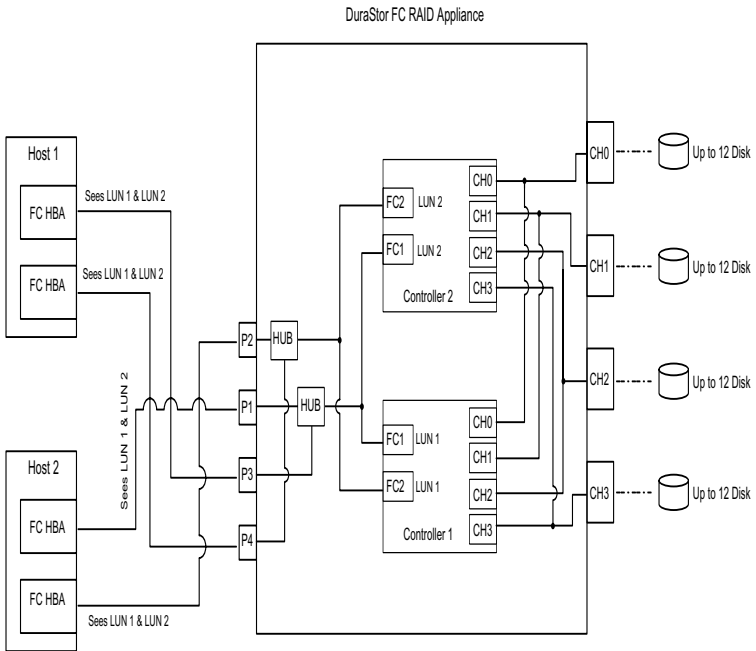 DuraStor FC RAID Appliance
Host 1
FC HBA
Sees LUN 1 & LUN 2
FC HBA
Sees LUN 1 & LUN 2
Host 2
FC HBA
Sees LUN 1 & LUN 2
FC HBA
Sees LUN 1 & LUN 2
P2
HUB
P1
HUB
P3
P4
FC2
LUN 2
FC1
LUN 2
Controller 2
CH0
CH1
CH2
CH3
FC1
LUN 1
FC2
LUN 1
Controller 1
CH0
CH1
CH2
CH3
CH0
Up to 12 Disk
CH1
Up to 12 Disk
CH2
Up to 12 Disk
CH3
Up to 12 Disk